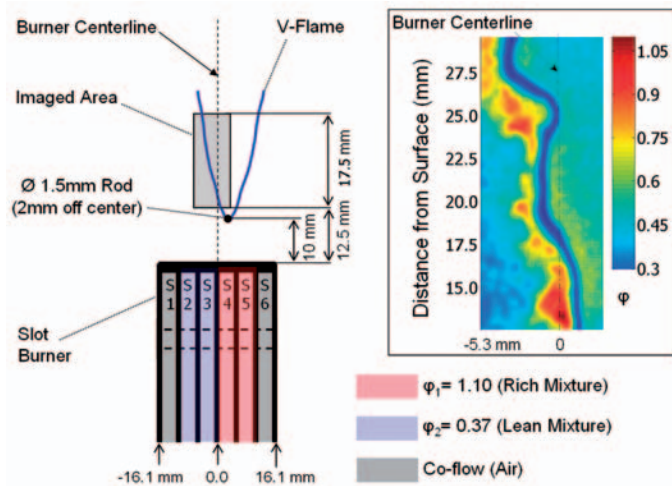 Burner Centerline
V-Flame
Imaged Area
Ø 1.5mm Rod
(2mm off center)
17.5 mm
10 mm
12.5 mm
S S S S S S
1 2 3 4 5 6
Slot
Burner
-16.1 mm
0.0
16.1 mm
Burner Centerline
Distance from Surface (mm)
27.5
25.0
22.5
20.0
17.5
15.0
-5.3 mm
0
1.05
0.9
0.75
0.6
0.45
0.3
φ
φ₁= 1.10 (Rich Mixture)
φ₂= 0.37 (Lean Mixture)
Co-flow (Air)